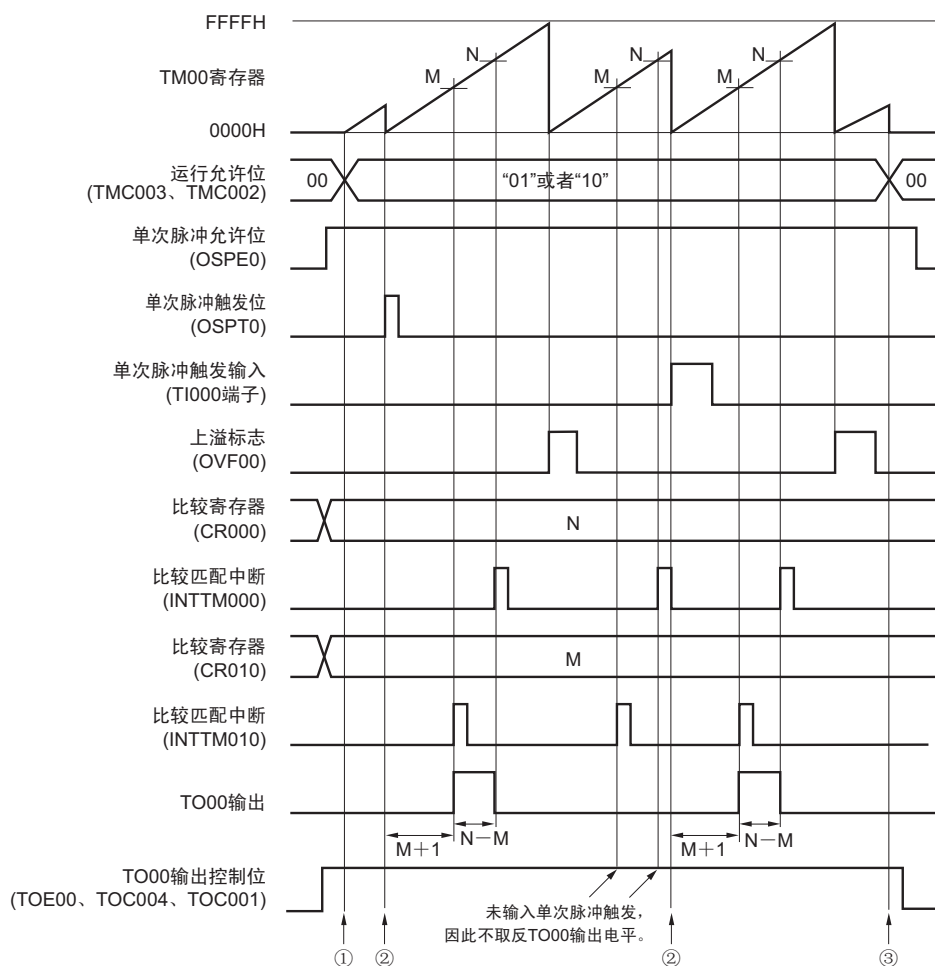 FFFFH
N
N
TM00寄存器
M
M
M
0000H
运行允许位
(TMC003、TMC002)
00
“01”或者“10”
00
单次脉冲允许位
(OSPE0)
单次脉冲触发位
(OSPT0)
单次脉冲触发输入
(TI000端子)
上溢标志
(OVF00)
比较寄存器
(CR000)
N
比较匹配中断
(INTTM000)
比较寄存器
(CR010)
M
比较匹配中断
(INTTM010)
TO00输出
M+1
N-M
M+1
N-M
TO00输出控制位
(TOE00、TOC004、TOC001)
未输入单次脉冲触发，
因此不取反TO00输出电平。
①
②
②
③